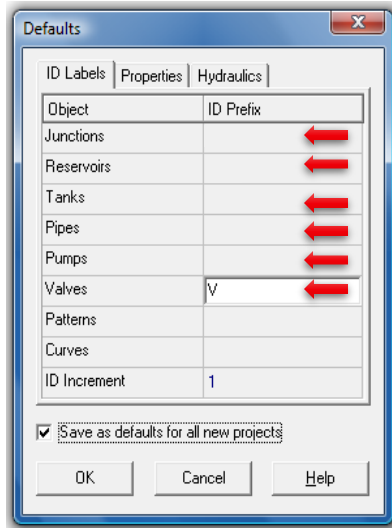 Defaults
ID Labels Properties Hydraulics
Object ID Prefix
Junctions
Reservoirs
Tanks
Pipes
Pumps
Valves V
Patterns
Curves
ID Increment 1
Save as defaults for all new projects
OK Cancel Help